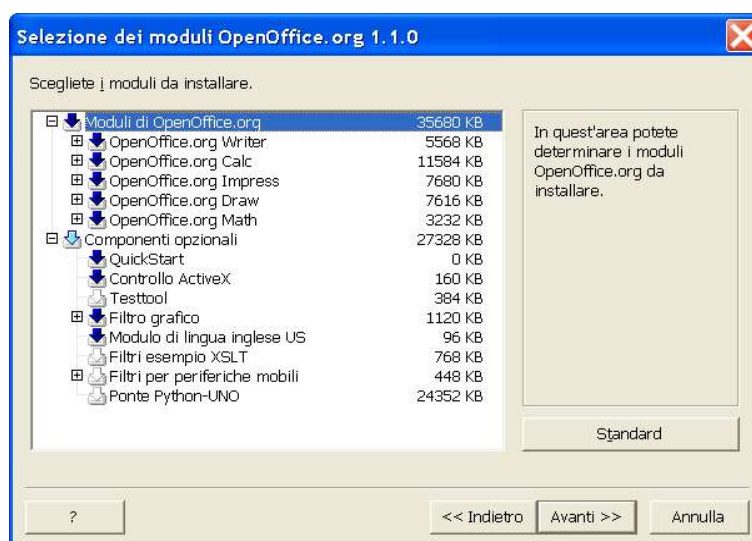 Selezione dei moduli OpenOffice.org 1.1.0
Scegliete i moduli da installare.
Moduli di OpenOffice.org 35680 KB
OpenOffice.org Writer 5568 KB
OpenOffice.org Calc 11584 KB
OpenOffice.org Impress 7680 KB
OpenOffice.org Draw 7616 KB
OpenOffice.org Math 3232 KB
Componenti opzionali 27328 KB
QuickStart 0 KB
Controllo ActiveX 160 KB
Testtool 384 KB
Filtro grafico 1120 KB
Modulo di lingua inglese US 96 KB
Filtri esempio XSLT 768 KB
Filtri per periferiche mobili 448 KB
Ponte Python-UNO 24352 KB
In quest'area potete
determinare i moduli
OpenOffice.org da
installare.
Standard
? << Indietro Avanti >> Annulla